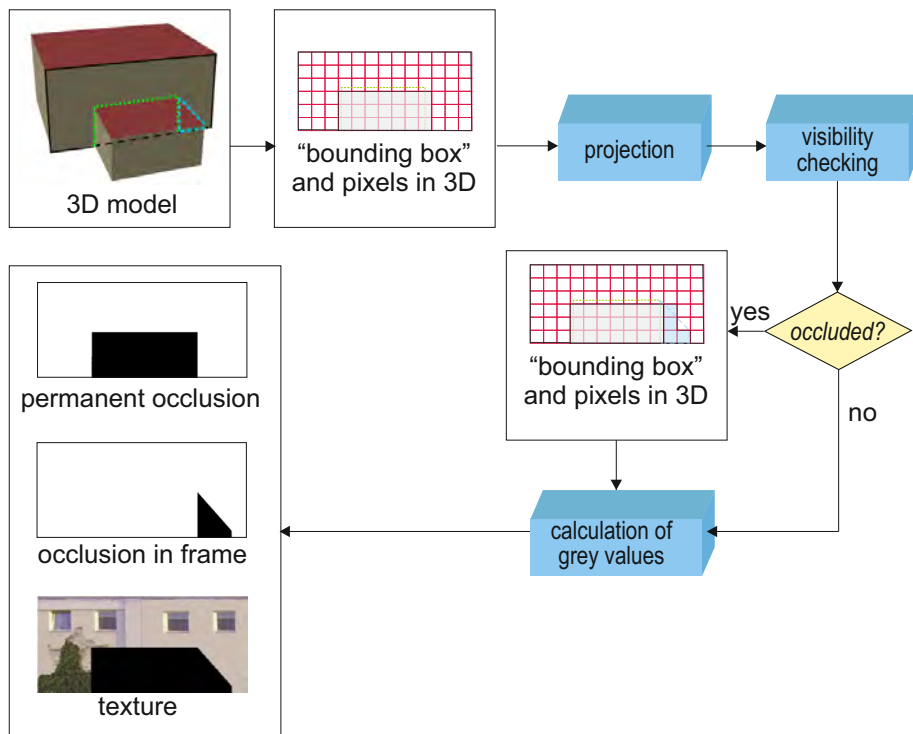 3D model
“bounding box”
and pixels in 3D
projection
visibility
checking
occluded?
yes
no
“bounding box”
and pixels in 3D
calculation of
grey values
permanent occlusion
occlusion in frame
texture